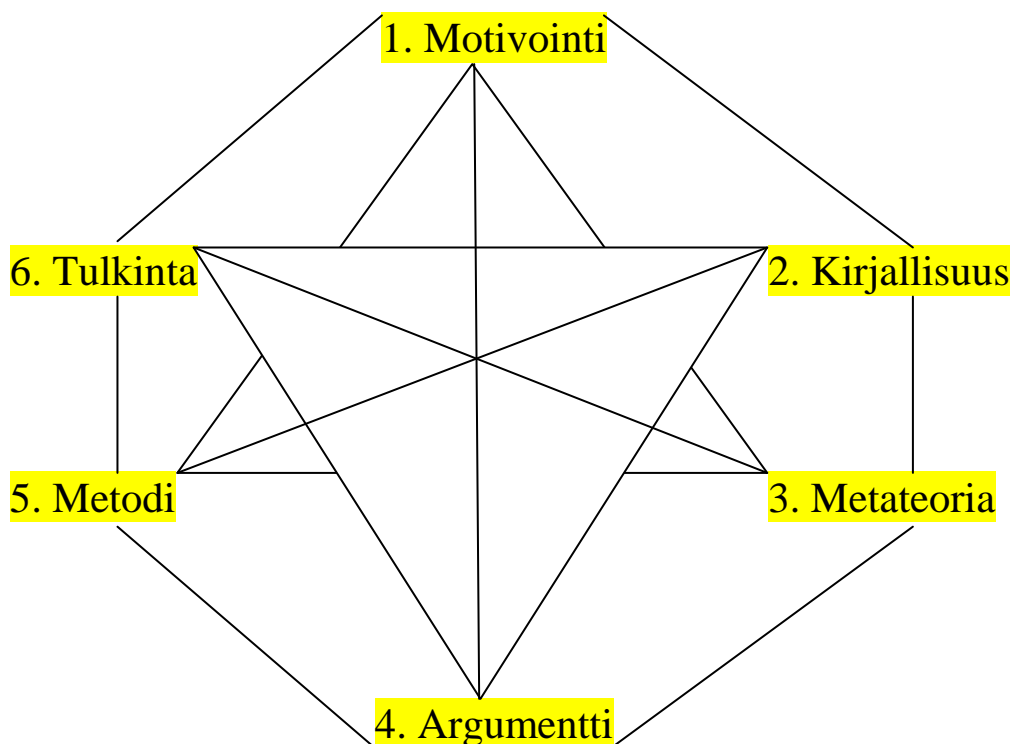 1. Motivointi
6. Tulkinta
2. Kirjallisuus
5. Metodi
3. Metateoria
4. Argumentti